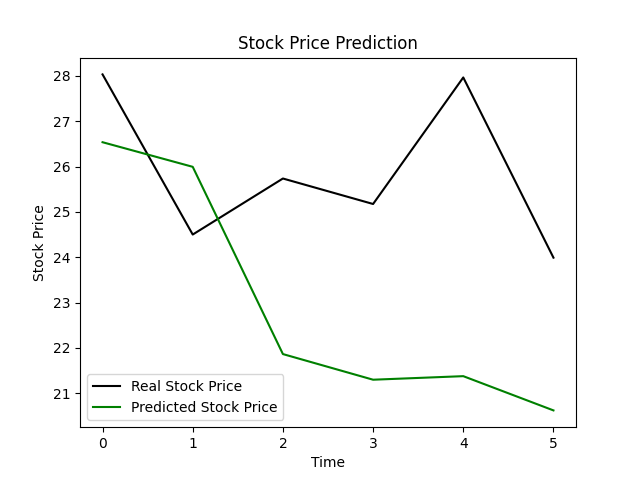 Stock Price Prediction
28
27
26
25
24
23
22
21
Stock Price
Real Stock Price
Predicted Stock Price
0 1 2 3 4 5
Time